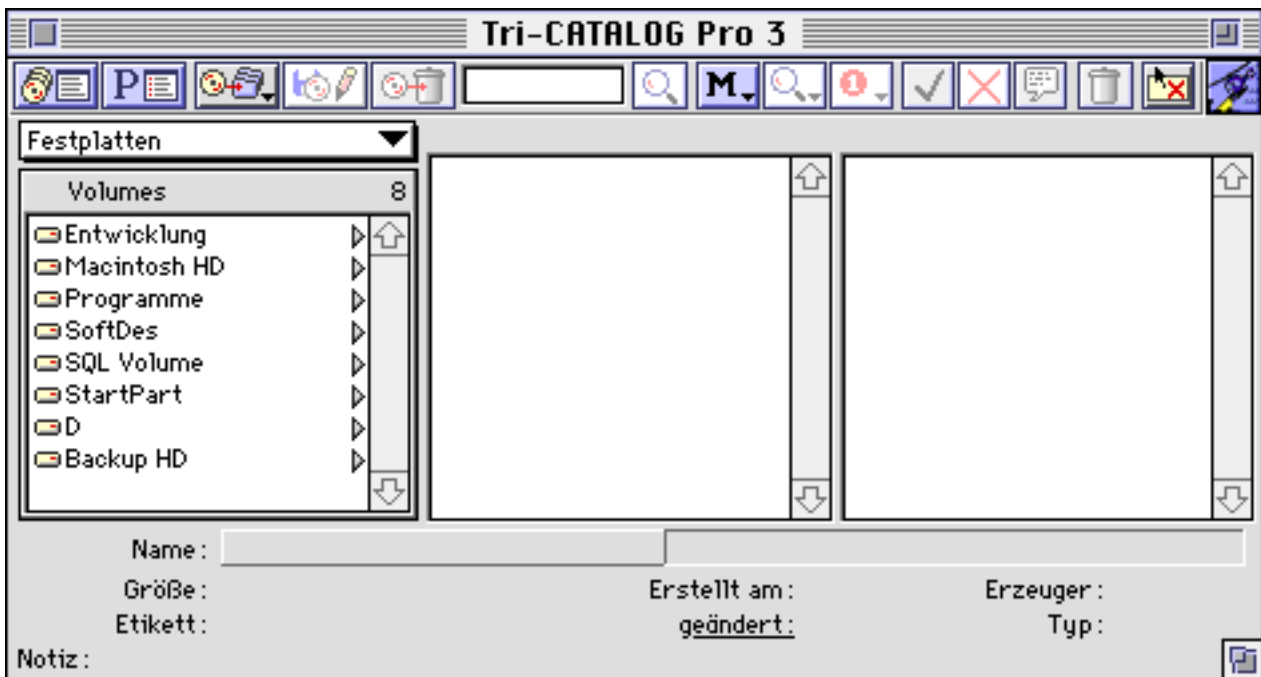 Tri-CATALOG Pro 3
P M
Festplatten
Volumes 8
Entwicklung
Macintosh HD
Programme
SoftDes
SQL Volume
StartPart
D
Backup HD
Name:
Größe: Erstellt am: Erzeuger:
Etikett: geändert: Typ:
Notiz: